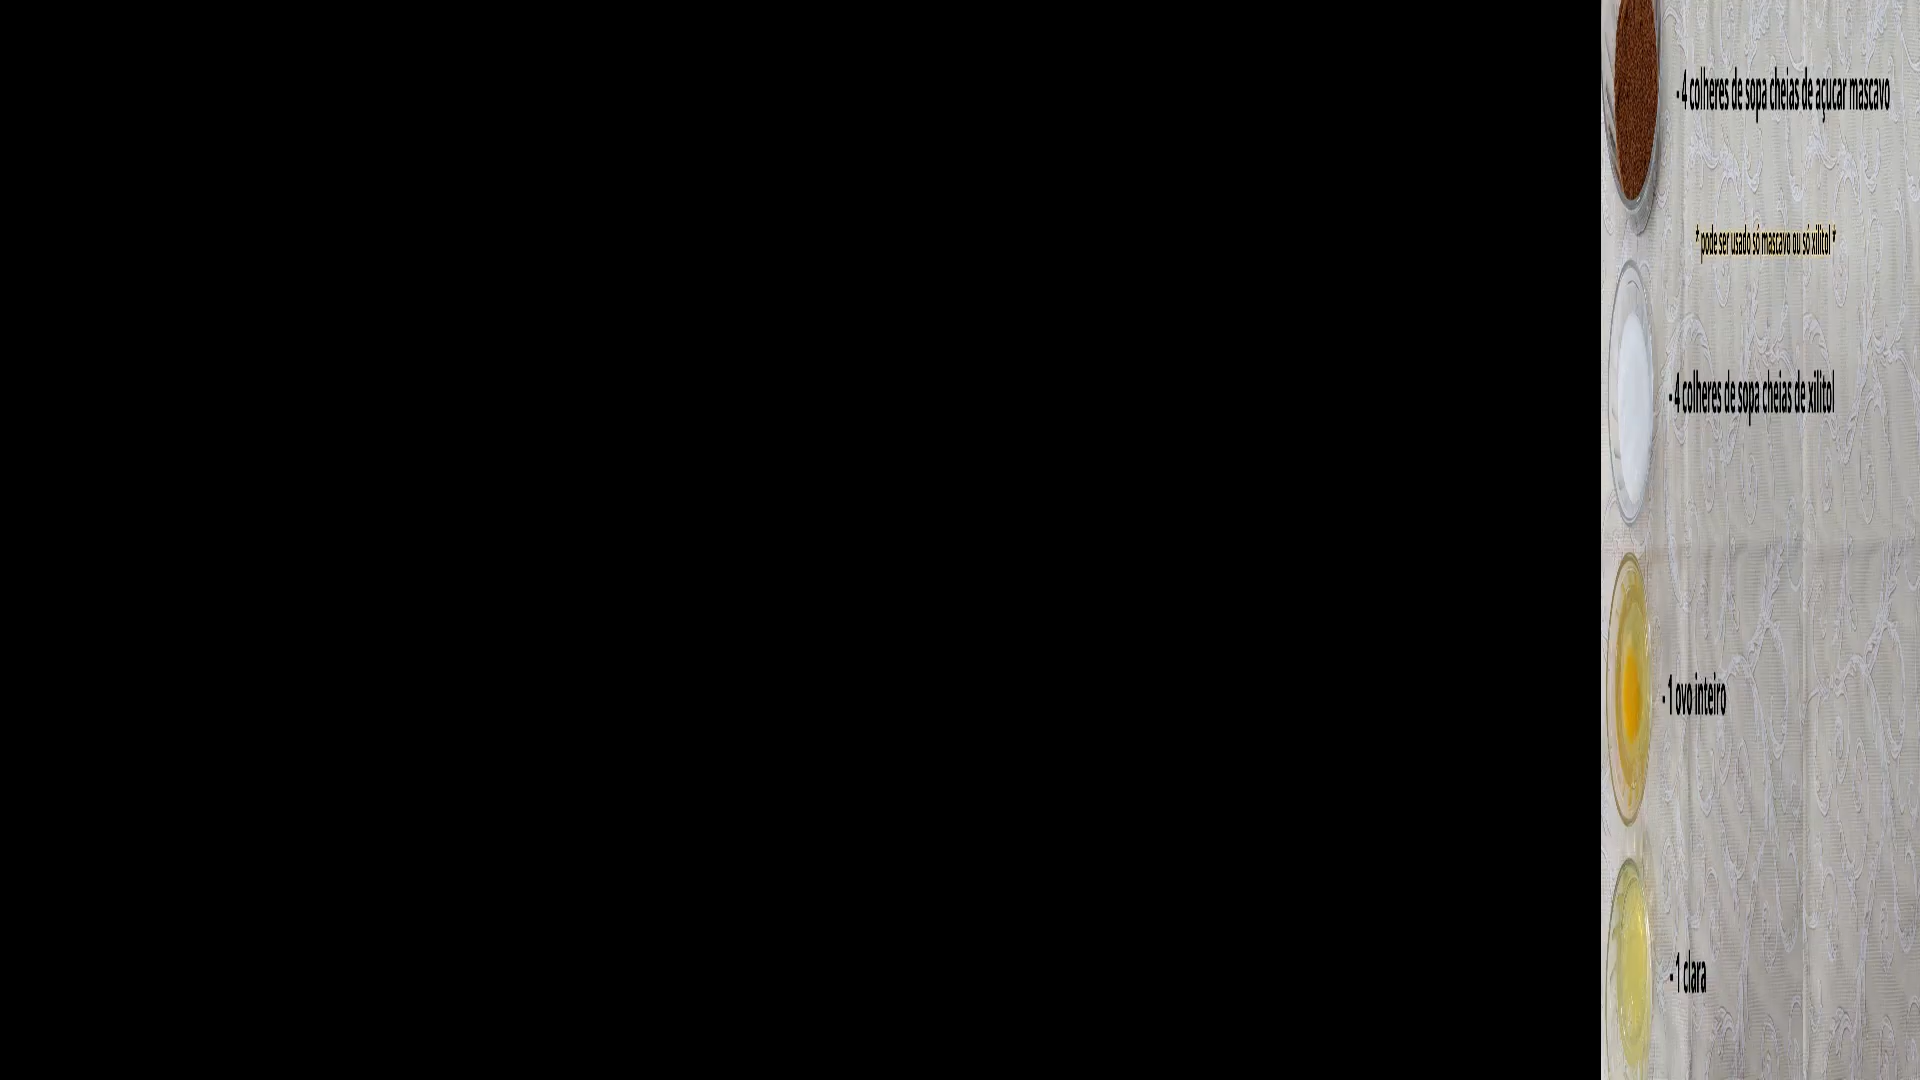 - 4 colheres de sopa cheias de açucar mascavo
* pode ser usado só mascavo ou só xilitol *
- 4 colheres de sopa cheias de xilitol
- 1 ovo inteiro
- 1 clara